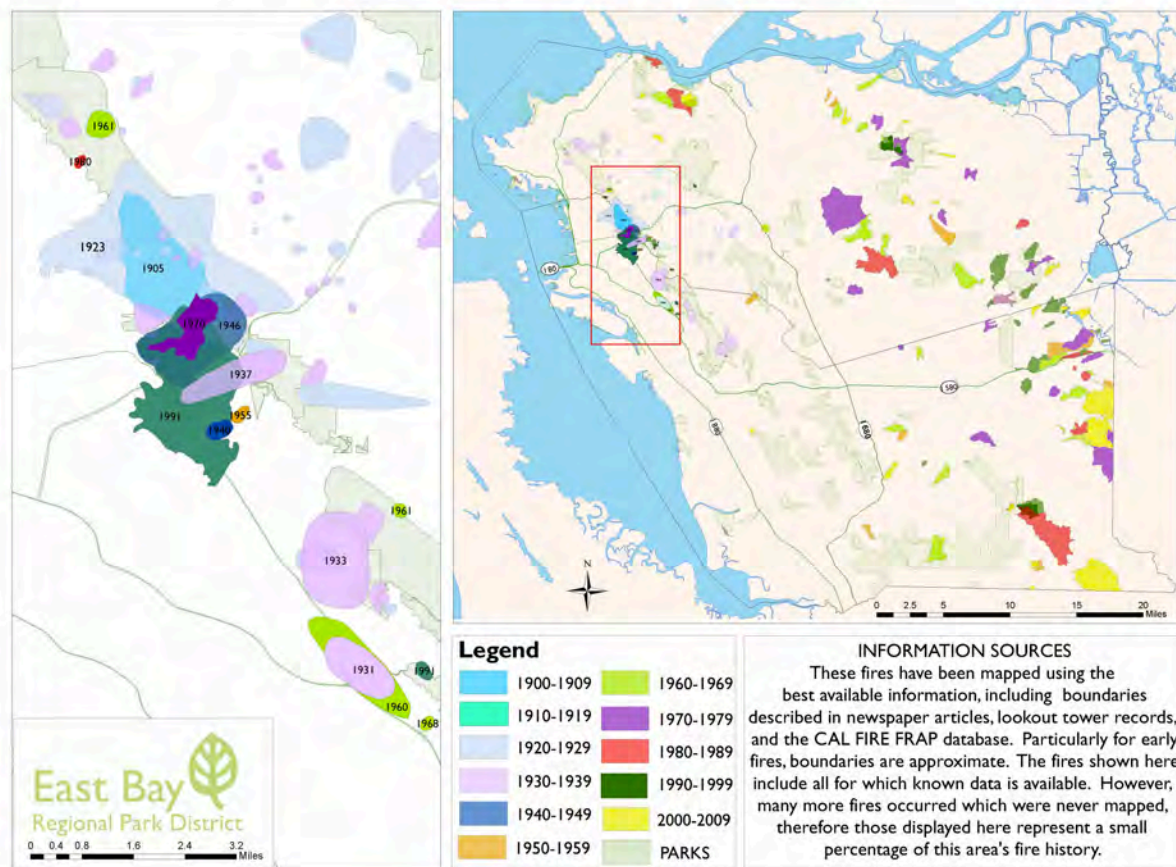 1961
1980
1923
1905
1970
1946
1937
1991
1955
1940
1961
1933
1931
1991
1960
1968
East Bay
Regional Park District
0 0.4 0.8 1.6 2.4 3.2
Miles
180
580
880
680
N
0 2.5 5 10 15 20
Miles
Legend
1900-1909
1910-1919
1920-1929
1930-1939
1940-1949
1950-1959
1960-1969
1970-1979
1980-1989
1990-1999
2000-2009
PARKS
INFORMATION SOURCES
These fires have been mapped using the
best available information, including boundaries
described in newspaper articles, lookout tower records,
and the CAL FIRE FRAP database. Particularly for early
fires, boundaries are approximate. The fires shown here
include all for which known data is available. However,
many more fires occurred which were never mapped,
therefore those displayed here represent a small
percentage of this area's fire history.